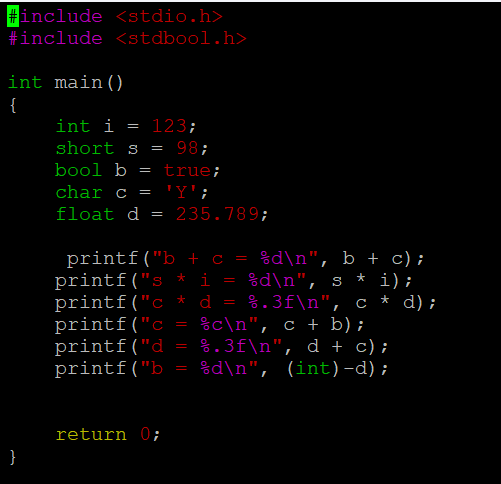 #include <stdio.h>
#include <stdbool.h>

int main()
{
    int i = 123;
    short s = 98;
    bool b = true;
    char c = 'Y';
    float d = 235.789;

     printf("b + c = %d\n", b + c);
    printf("s * i = %d\n", s * i);
    printf("c * d = %.3f\n", c * d);
    printf("c = %c\n", c + b);
    printf("d = %.3f\n", d + c);
    printf("b = %d\n", (int)-d);


    return 0;
}